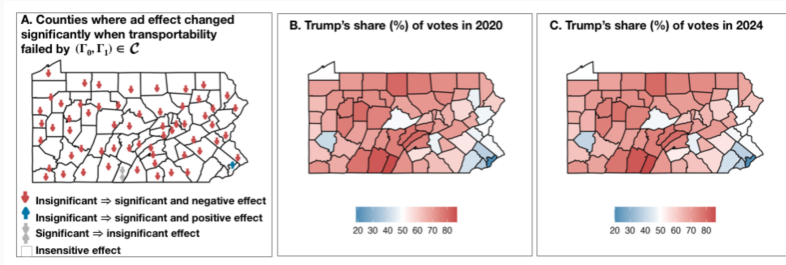 A. Counties where ad effect changed
significantly when transportability
failed by (Γ₀, Γ₁) ∈ 𝒞
Insignificant ⇒ significant and negative effect
Insignificant ⇒ significant and positive effect
Significant ⇒ insignificant effect
Insensitive effect
B. Trump's share (%) of votes in 2020
20 30 40 50 60 70 80
C. Trump's share (%) of votes in 2024
20 30 40 50 60 70 80